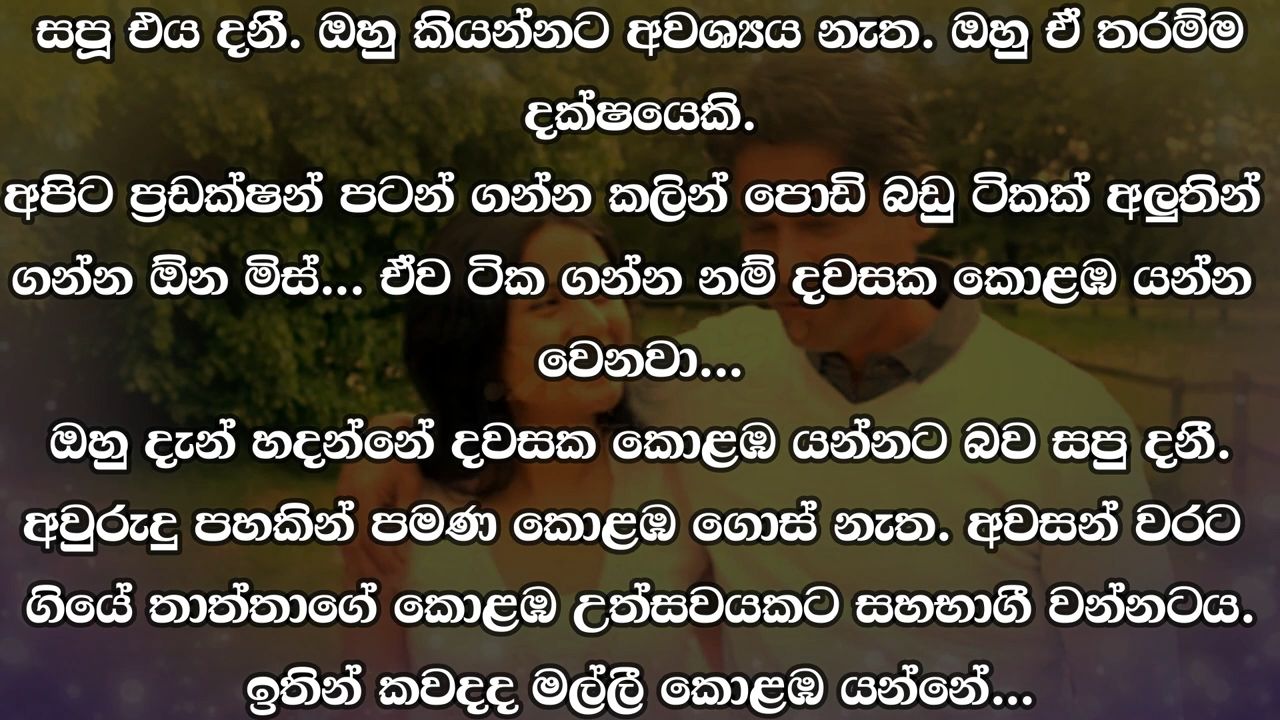 සපූ එය දනී. ඔහු කියන්නට අවශ්‍යය නැත. ඔහු ඒ තරම්ම
දක්ෂයෙකි.
අපිට ප්‍රඩක්ෂන් පටන් ගන්න කලින් පොඩි බඩු ටිකක් අලුතින්
ගන්න ඕන මිස්... ඒව ටික ගන්න නම් දවසක කොළඹ යන්න
වෙනවා...
ඔහු දැන් හදන්නේ දවසක කොළඹ යන්නට බව සපු දනී.
අවුරුදු පහකින් පමණ කොළඹ ගොස් නැත. අවසන් වරට
ගියේ තාත්තාගේ කොළඹ උත්සවයකට සහභාගී වන්නටය.
ඉතින් කවදද මල්ලී කොළඹ යන්නේ...